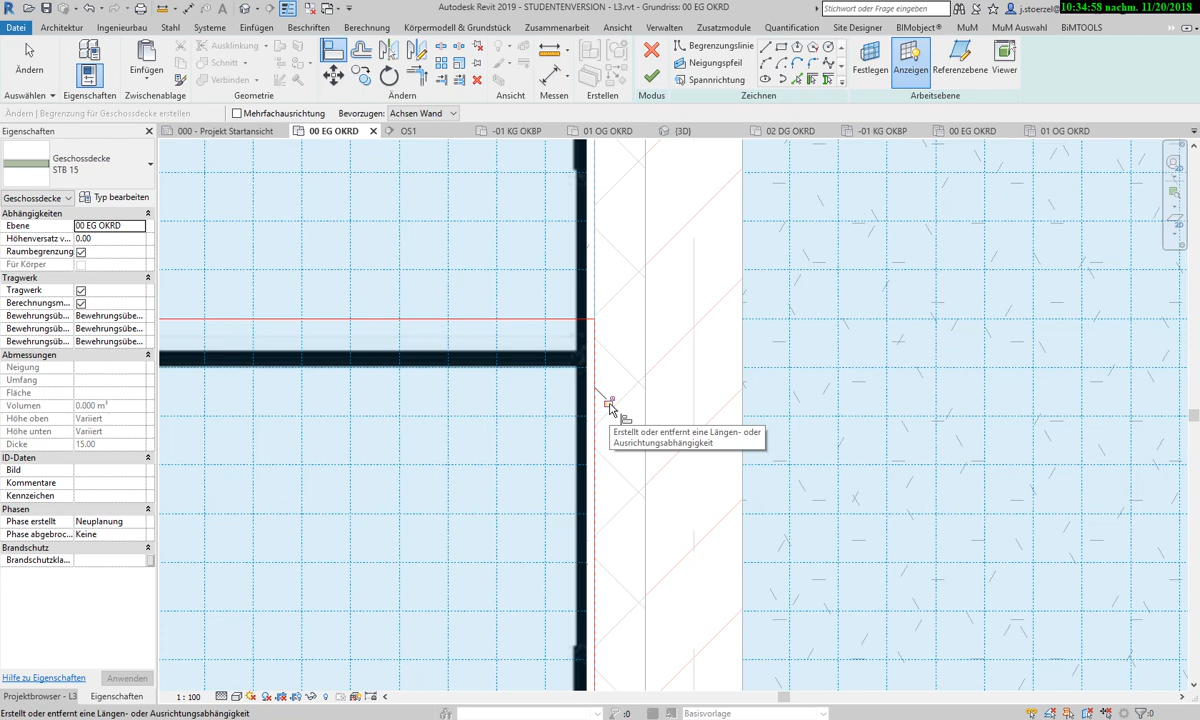 Autodesk Revit 2019 - STUDENTENVERSION - L3.rvt - Grundriss: 00 EG OKRD
Stichwort oder Frage eingeben
j.stoerzel@...
10:34:58 nachm. 11/20/2018
Datei Architektur Ingenieurbau Stahl Systeme Einfügen Beschriften Berechnung Körpermodell & Grundstück Zusammenarbeit Ansicht Verwalten Zusatzmodule Quantification Site Designer BIMobject® MuM MuM Auswahl BiMTOOLS
Ändern
Auswählen
Eigenschaften
Einfügen
Zwischenablage
Ausklinkung
Schnitt
Verbinden
Geometrie
Ändern
Ansicht
Messen
Erstellen
Modus
Begrenzungslinie
Neigungspfeil
Spannrichtung
Zeichnen
Festlegen
Anzeigen
Referenzebene
Viewer
Arbeitsebene
Ändern | Begrenzung für Geschossdecke erstellen
Mehrfachausrichtung
Bevorzugen: Achsen Wand
Eigenschaften
000 - Projekt Startansicht
00 EG OKRD
OS1
-01 KG OKBP
01 OG OKRD
{3D}
02 DG OKRD
-01 KG OKBP
00 EG OKRD
01 OG OKRD
Geschossdecke
STB 15
Geschossdecke
Typ bearbeiten
Abhängigkeiten
Ebene 00 EG OKRD
Höhenversatz v... 0.00
Raumbegrenzung
Für Körper
Tragwerk
Tragwerk
Berechnungsm...
Bewehrungsüb... Bewehrungsübe...
Bewehrungsüb... Bewehrungsübe...
Bewehrungsüb... Bewehrungsübe...
Abmessungen
Neigung
Umfang
Fläche
Volumen 0.000 m³
Höhe oben Variiert
Höhe unten Variiert
Dicke 15.00
ID-Daten
Bild
Kommentare
Kennzeichen
Phasen
Phase erstellt Neuplanung
Phase abgebroc... Keine
Brandschutz
Brandschutzkla...
Erstellt oder entfernt eine Längen- oder
Ausrichtungsabhängigkeit
2D
2D
Hilfe zu Eigenschaften
Anwenden
Projektbrowser - L3
Eigenschaften
1 : 100
Erstellt oder entfernt eine Längen- oder Ausrichtungsabhängigkeit
:0
Basisvorlage
:0